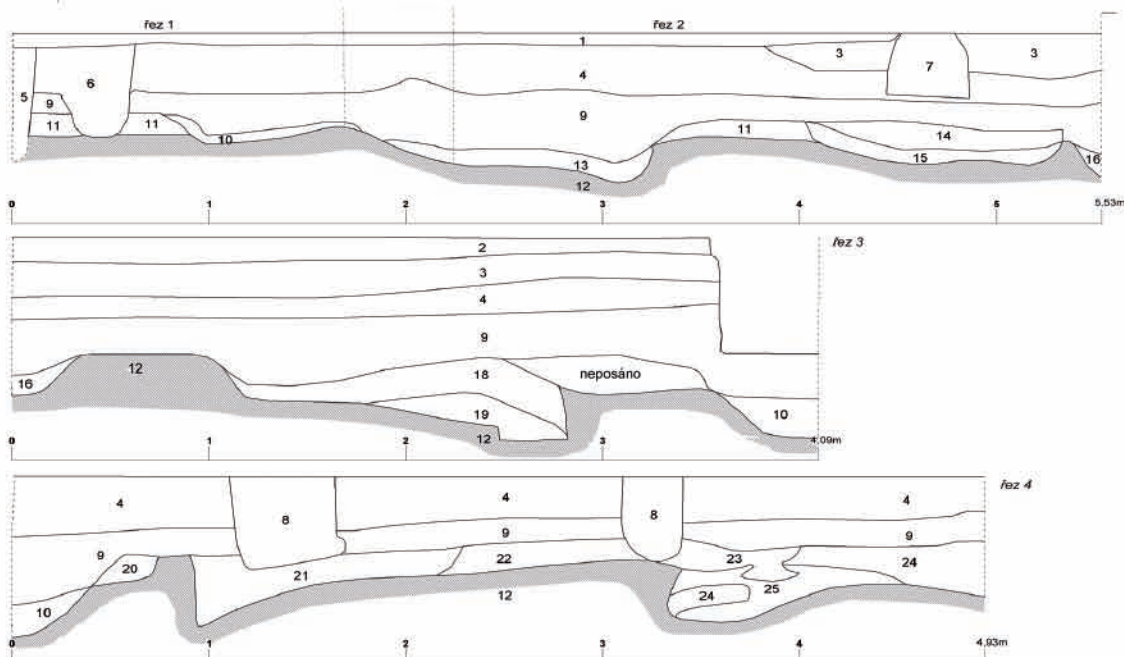 řez 1 řez 2
1
3 3
4
5 6 7
9 9
11 11 11 14
10 13 15 16
12
0 1 2 3 4 5 5,53m
řez 3
2
3
4
9
12
16 18 neposáno
19 10
12
0 1 2 3 4 4,09m
řez 4
4 4 4
8 8
9 9 9
20 22 23 24
21
10 12 24 25
0 1 2 3 4 4,93m